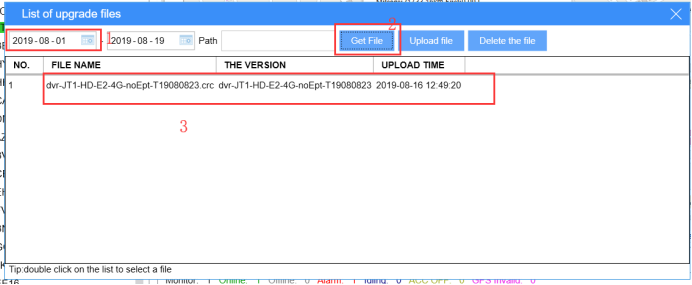 List of upgrade files
2
2019-08-01 1 2019-08-19 Path Get File Upload file Delete the file
NO. FILE NAME THE VERSION UPLOAD TIME
1 dvr-JT1-HD-E2-4G-noEpt-T19080823.crc dvr-JT1-HD-E2-4G-noEpt-T19080823 2019-08-16 12:49:20
3
Tip:double click on the list to select a file
Monitor: 1 Online: 1 Offline: 0 Alarm: 1 Idling: 0 ACC OFF: 0 GPS Invalid: 0